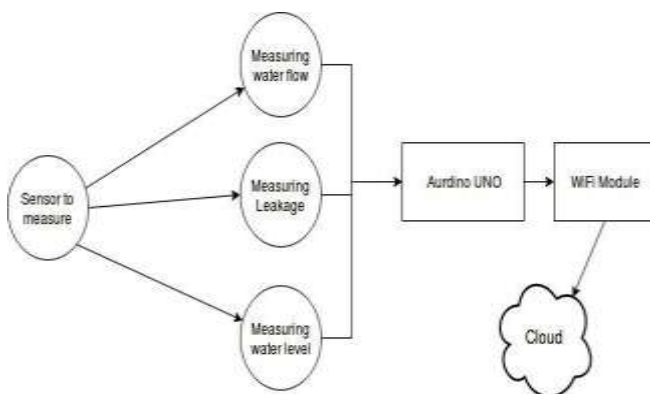 Sensor to
measure
Measuring
water flow
Measuring
Leakage
Measuring
water level
Aurdino UNO
WiFi Module
Cloud